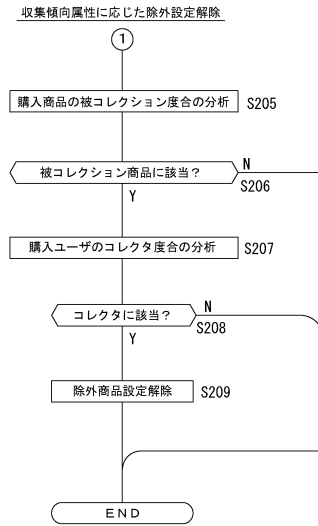 収集傾向属性に応じた除外設定解除
1
購入商品の被コレクション度合の分析 S205
被コレクション商品に該当? N
S206
Y
購入ユーザのコレクタ度合の分析 S207
コレクタに該当? N
S208
Y
除外商品設定解除 S209
END